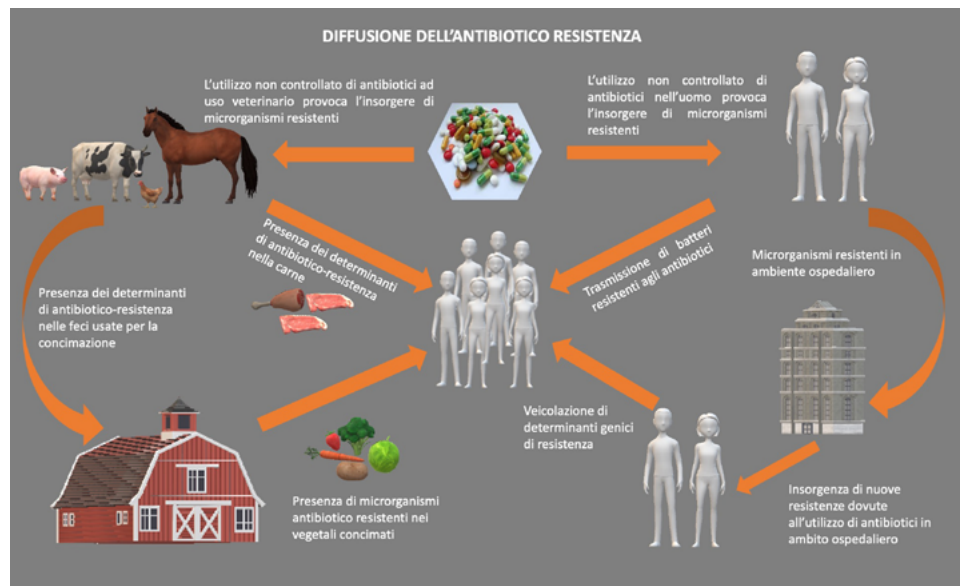 DIFFUSIONE DELL'ANTIBIOTICO RESISTENZA
L'utilizzo non controllato di antibiotici ad
uso veterinario provoca l'insorgere di
microrganismi resistenti
L'utilizzo non controllato di
antibiotici nell'uomo provoca
l'insorgere di microrganismi
resistenti
Presenza dei determinanti
di antibiotico-resistenza
nella carne
Trasmissione di batteri
resistenti agli antibiotici
Microrganismi resistenti in
ambiente ospedaliero
Presenza dei determinanti
di antibiotico-resistenza
nelle feci usate per la
concimazione
Veicolazione di
determinanti genici
di resistenza
Presenza di microrganismi
antibiotico resistenti nei
vegetali concimati
Insorgenza di nuove
resistenze dovute
all'utilizzo di antibiotici in
ambito ospedaliero